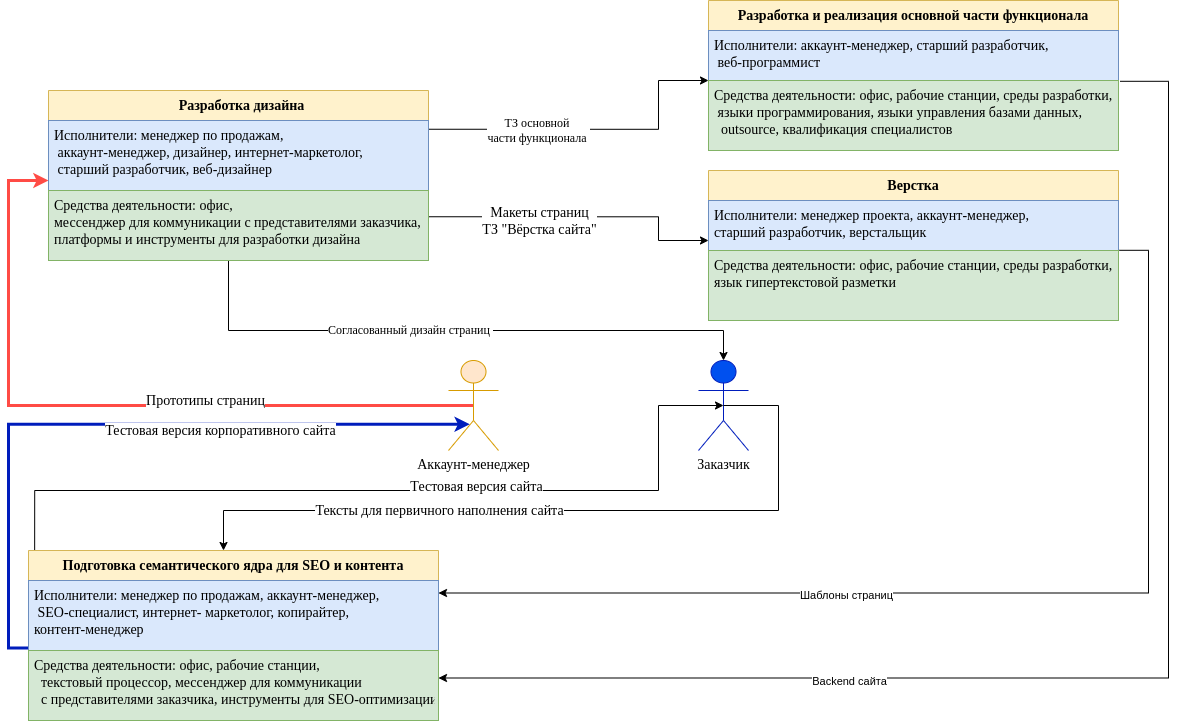 Разработка и реализация основной части функционала
Исполнители: аккаунт-менеджер, старший разработчик,
веб-программист
Средства деятельности: офис, рабочие станции, среды разработки,
языки программирования, языки управления базами данных,
outsource, квалификация специалистов
Разработка дизайна
Исполнители: менеджер по продажам,
аккаунт-менеджер, дизайнер, интернет-маркетолог,
старший разработчик, веб-дизайнер
Средства деятельности: офис,
мессенджер для коммуникации с представителями заказчика,
платформы и инструменты для разработки дизайна
ТЗ основной
части функционала
Макеты страниц
ТЗ "Вёрстка сайта"
Верстка
Исполнители: менеджер проекта, аккаунт-менеджер,
старший разработчик, верстальщик
Средства деятельности: офис, рабочие станции, среды разработки,
язык гипертекстовой разметки
Согласованный дизайн страниц
Прототипы страниц
Тестовая версия корпоративного сайта
Аккаунт-менеджер
Заказчик
Тестовая версия сайта
Тексты для первичного наполнения сайта
Подготовка семантического ядра для SEO и контента
Исполнители: менеджер по продажам, аккаунт-менеджер,
SEO-специалист, интернет- маркетолог, копирайтер,
контент-менеджер
Средства деятельности: офис, рабочие станции,
текстовый процессор, мессенджер для коммуникации
с представителями заказчика, инструменты для SEO-оптимизации
Шаблоны страниц
Backend сайта